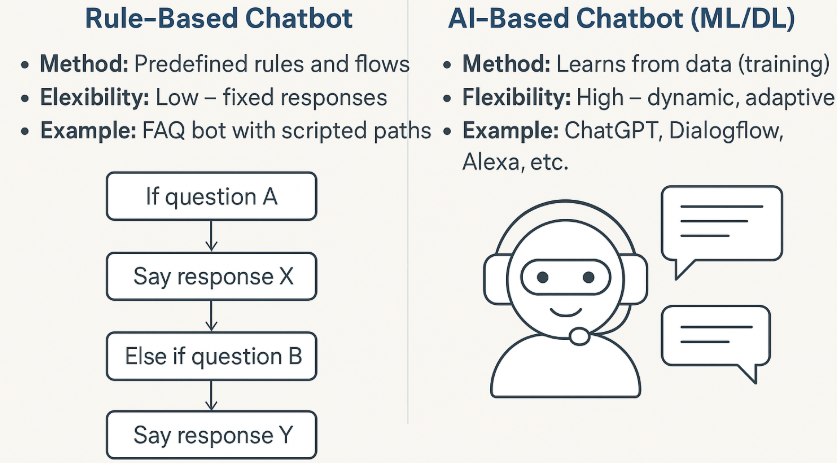 Rule-Based Chatbot
• Method: Predefined rules and flows
• Elexibility: Low – fixed responses
• Example: FAQ bot with scripted paths
If question A
Say response X
Else if question B
Say response Y
AI-Based Chatbot (ML/DL)
• Method: Learns from data (training)
• Flexibility: High – dynamic, adaptive
• Example: ChatGPT, Dialogflow,
Alexa, etc.